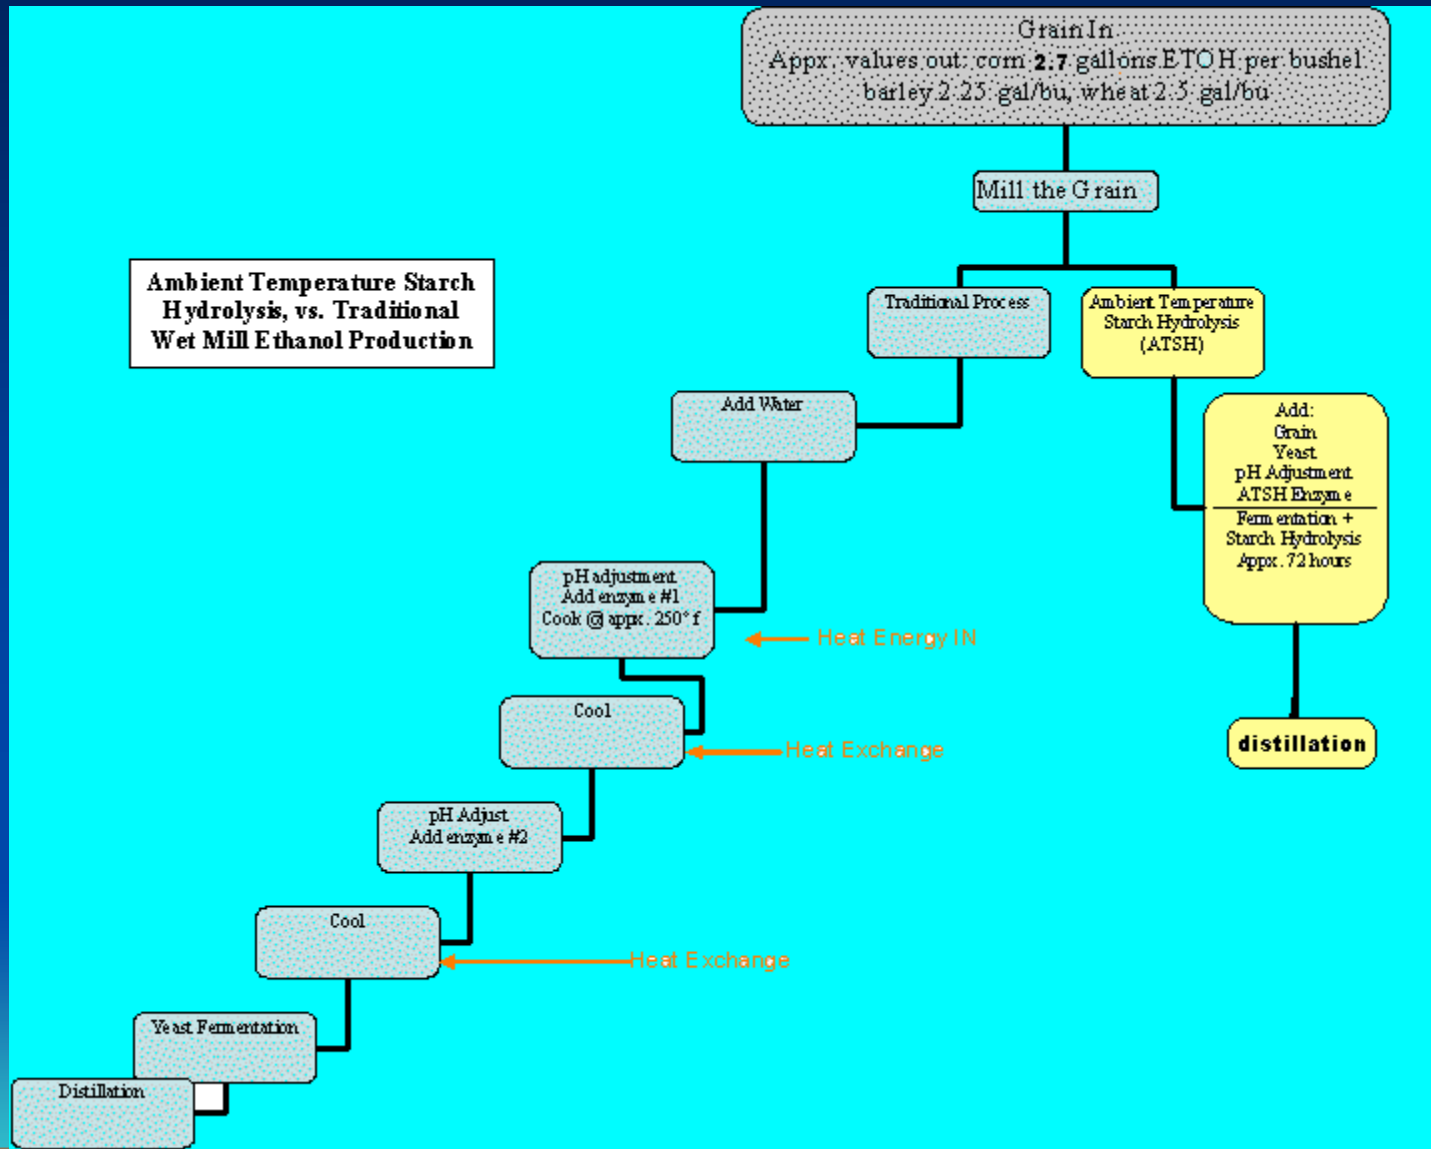 Grain In
Appx. values out: corn 2.7 gallons ETOH per bushel
barley 2.25 gal/bu, wheat 2.5 gal/bu
Mill the Grain
Ambient Temperature Starch
Hydrolysis, vs. Traditional
Wet Mill Ethanol Production
Traditional Process
Ambient Temperature
Starch Hydrolysis
(ATSH)
Add Water
Add:
Grain
Yeast
pH Adjustment
ATSH Enzyme
Fermentation +
Starch Hydrolysis
Appx. 72 hours
pH adjustment
Add enzyme #1
Cook @ appx. 250° f
Heat Energy IN
Cool
Heat Exchange
distillation
pH Adjust
Add enzyme #2
Cool
Heat Exchange
Yeast Fermentation
Distillation